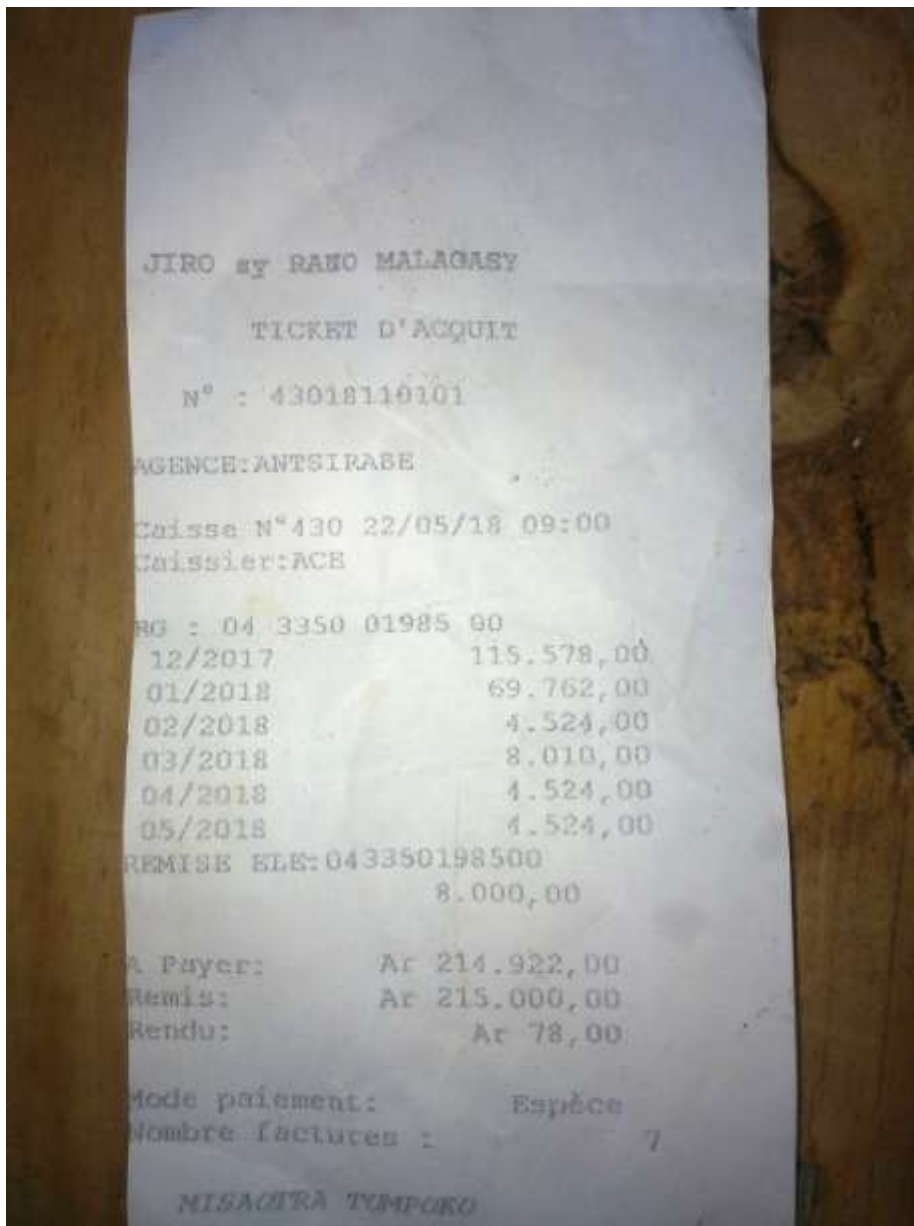 JIRO sy RANO MALAGASY
TICKET D'ACQUIT
N° : 43018110101
AGENCE:ANTSIRABE
Caisse N°430 22/05/18 09:00
Caissier:ACE
RG : 04 3350 01985 00
12/2017 115.578,00
01/2018 69.762,00
02/2018 4.524,00
03/2018 8.010,00
04/2018 4.524,00
05/2018 4.524,00
REMISE ELE:043350198500
8.000,00
A Payer: Ar 214.922,00
Remis: Ar 215.000,00
Rendu: Ar 78,00
Mode paiement: Espèce
Nombre factures : 7
MISAOTRA TOMPOKO